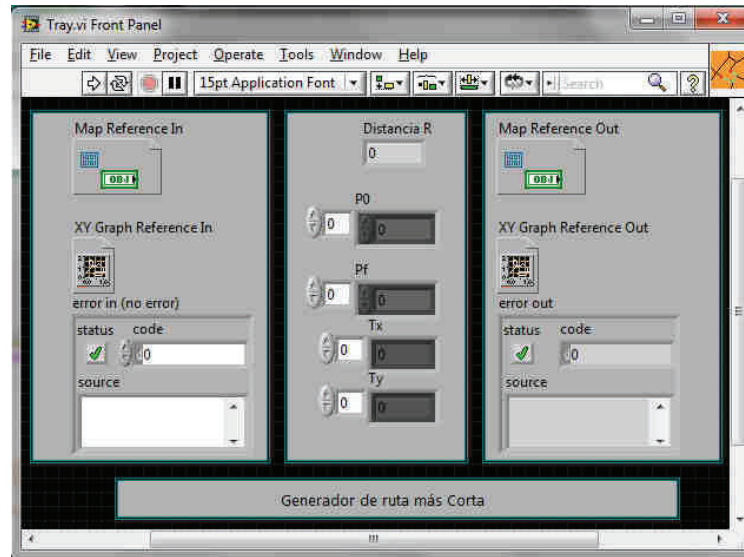 Tray.vi Front Panel
File Edit View Project Operate Tools Window Help
15pt Application Font Search
Map Reference In
OBJ
XY Graph Reference In
error in (no error)
status code
0
source
Distancia R
0
P0
0 0
Pf
0 0
Tx
0 0
Ty
0 0
Map Reference Out
OBJ
XY Graph Reference Out
error out
status code
0
source
Generador de ruta más Corta